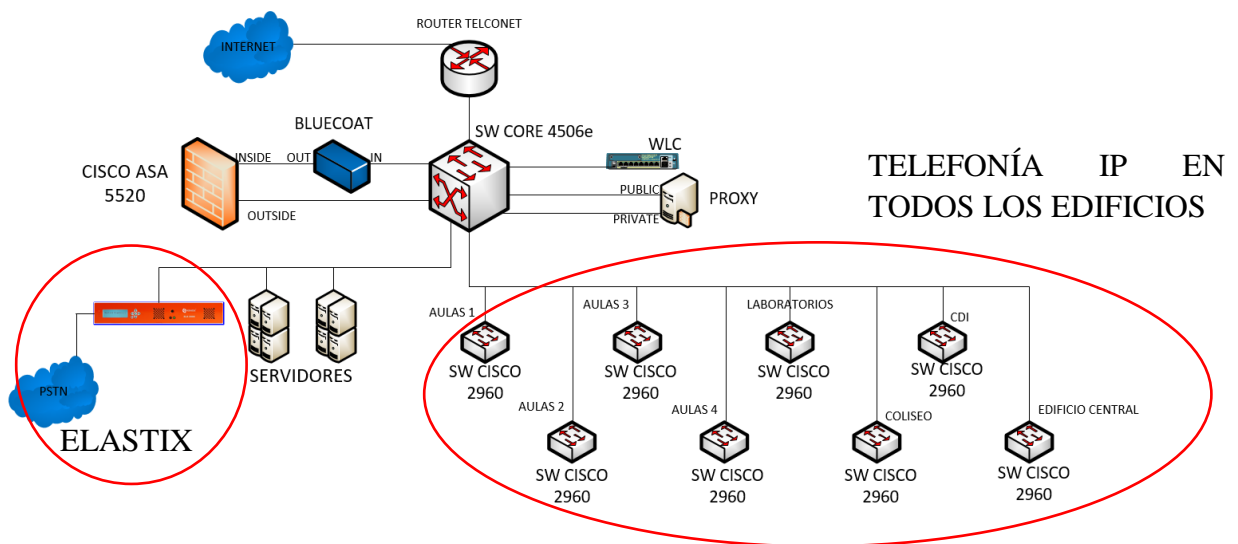 ROUTER TELCONET
INTERNET
BLUECOAT
SW CORE 4506e
WLC
CISCO ASA
5520
INSIDE
OUT
IN
OUTSIDE
PUBLIC
PRIVATE
PROXY
TELEFONÍA IP EN
TODOS LOS EDIFICIOS
PSTN
ELASTIX
SERVIDORES
AULAS 1
SW CISCO
2960
AULAS 3
SW CISCO
2960
LABORATORIOS
SW CISCO
2960
CDI
SW CISCO
2960
AULAS 2
SW CISCO
2960
AULAS 4
SW CISCO
2960
COLISEO
SW CISCO
2960
EDIFICIO CENTRAL
SW CISCO
2960